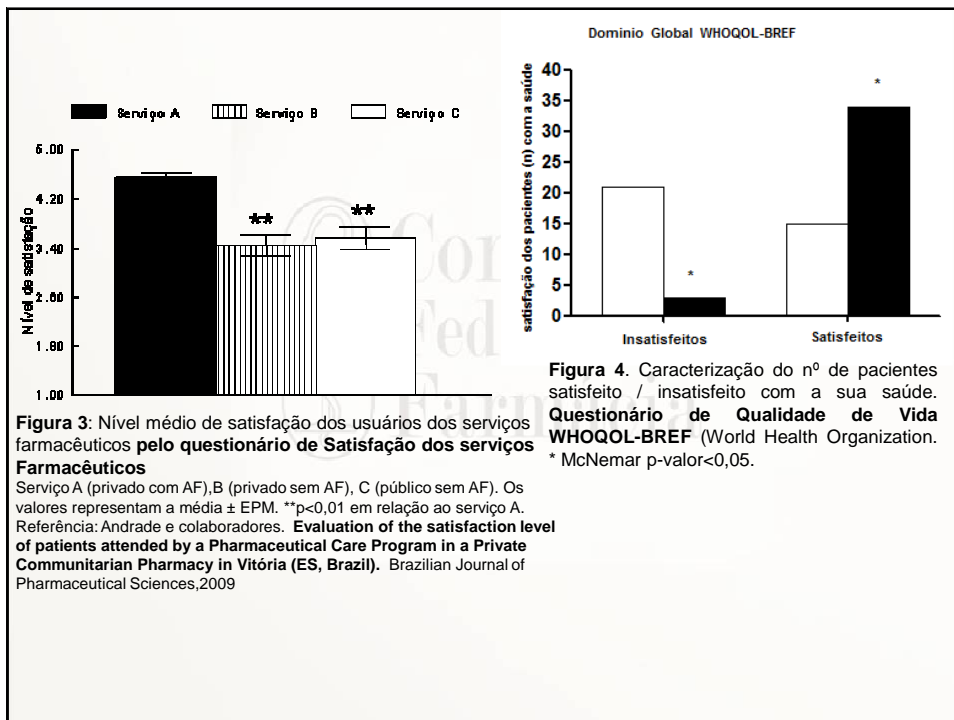 Serviço A
Serviço B
Serviço C
5.00
4.20
3.40
2.60
1.80
1.00
Nível de satisfação
**
**
Figura 3: Nível médio de satisfação dos usuários dos serviços
farmacêuticos pelo questionário de Satisfação dos serviços
Farmacêuticos
Serviço A (privado com AF),B (privado sem AF), C (público sem AF). Os
valores representam a média ± EPM. **p<0,01 em relação ao serviço A.
Referência: Andrade e colaboradores. Evaluation of the satisfaction level
of patients attended by a Pharmaceutical Care Program in a Private
Communitarian Pharmacy in Vitória (ES, Brazil). Brazilian Journal of
Pharmaceutical Sciences,2009
Dominio Global WHOQOL-BREF
satisfação dos pacientes (n) com a saúde
40
35
30
25
20
15
10
5
0
*
*
Insatisfeitos
Satisfeitos
Figura 4. Caracterização do nº de pacientes
satisfeito / insatisfeito com a sua saúde.
Questionário de Qualidade de Vida
WHOQOL-BREF (World Health Organization.
* McNemar p-valor<0,05.
Con
Fed
Farmácia